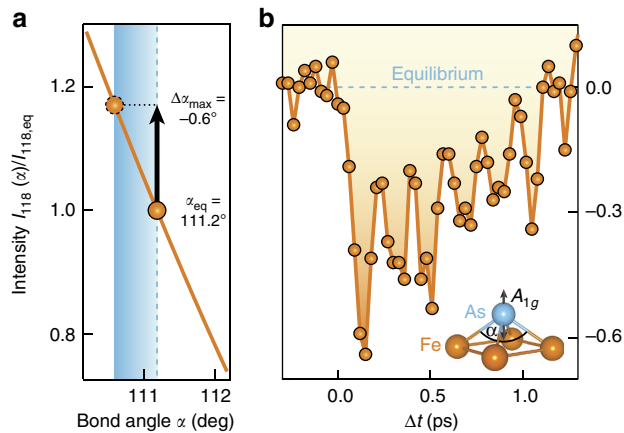 a
b
Intensity I₁₁₈ (α)/I₁₁₈,eq
1.2
1.0
0.8
Δαmax =
–0.6°
αeq =
111.2°
111
112
Bond angle α (deg)
Equilibrium
0.0
–0.3
–0.6
A1g
As
α
Fe
0.0
0.5
1.0
Δt (ps)